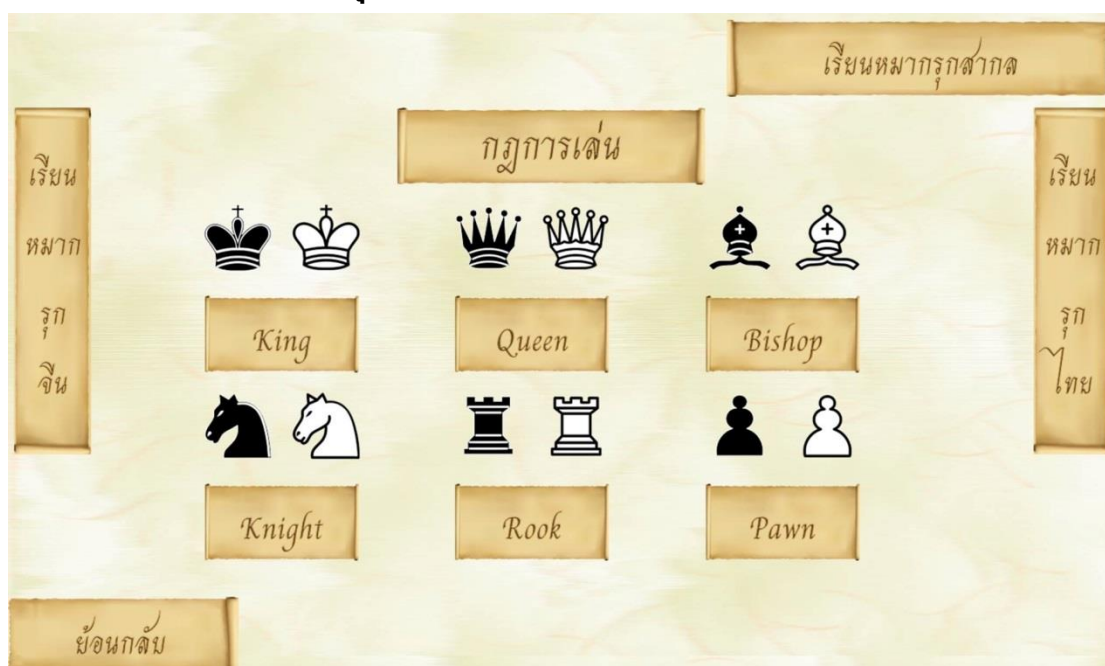 เรียนหมากรุกสากล
กฎการเล่น
เรียน
หมาก
รุก
จีน
King
Queen
Bishop
Knight
Rook
Pawn
เรียน
หมาก
รุก
ไทย
ย้อนกลับ